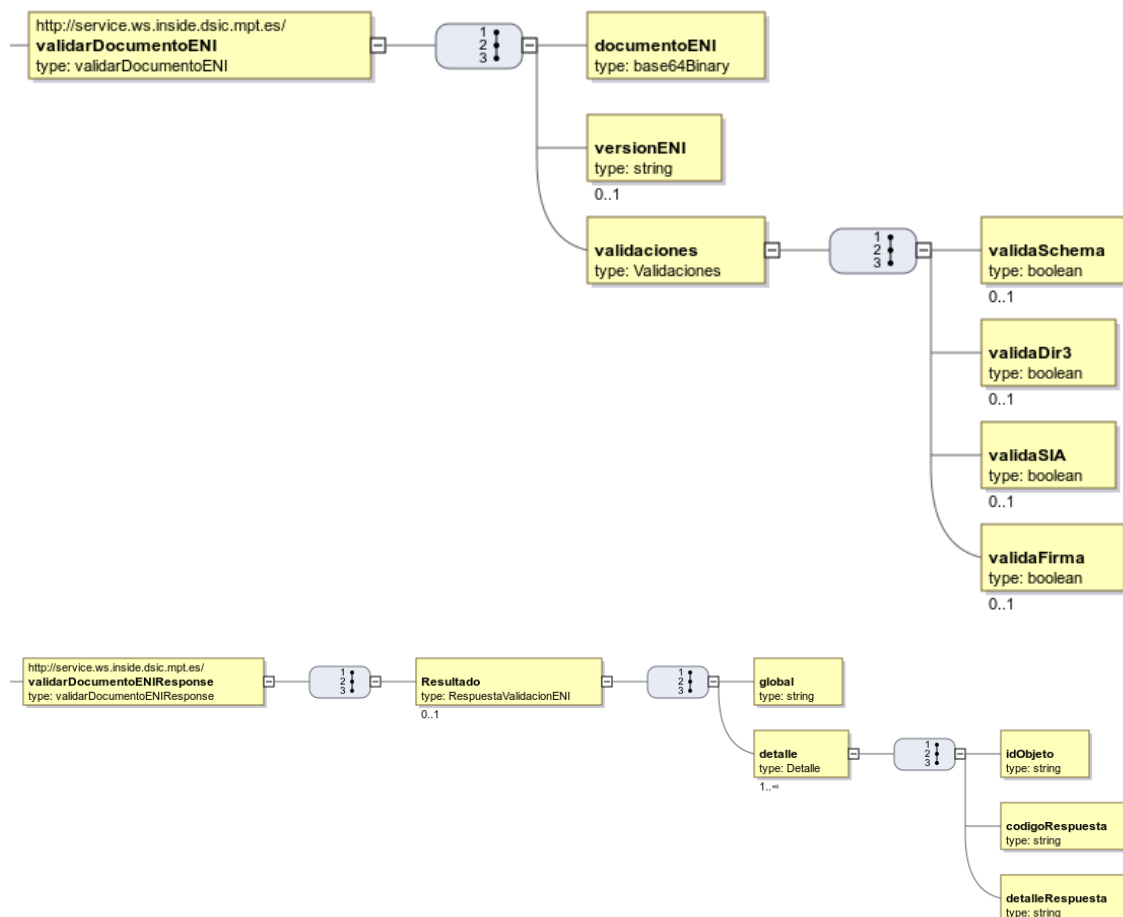 http://service.ws.inside.dsic.mpt.es/
validarDocumentoENI
type: validarDocumentoENI
1
2
3
documentoENI
type: base64Binary
versionENI
type: string
0..1
validaciones
type: Validaciones
1
2
3
validaSchema
type: boolean
0..1
validaDir3
type: boolean
0..1
validaSIA
type: boolean
0..1
validaFirma
type: boolean
0..1
http://service.ws.inside.dsic.mpt.es/
validarDocumentoENIResponse
type: validarDocumentoENIResponse
1
2
3
Resultado
type: RespuestaValidacionENI
0..1
1
2
3
global
type: string
detalle
type: Detalle
1..∞
1
2
3
idObjeto
type: string
codigoRespuesta
type: string
detalleRespuesta
type: string